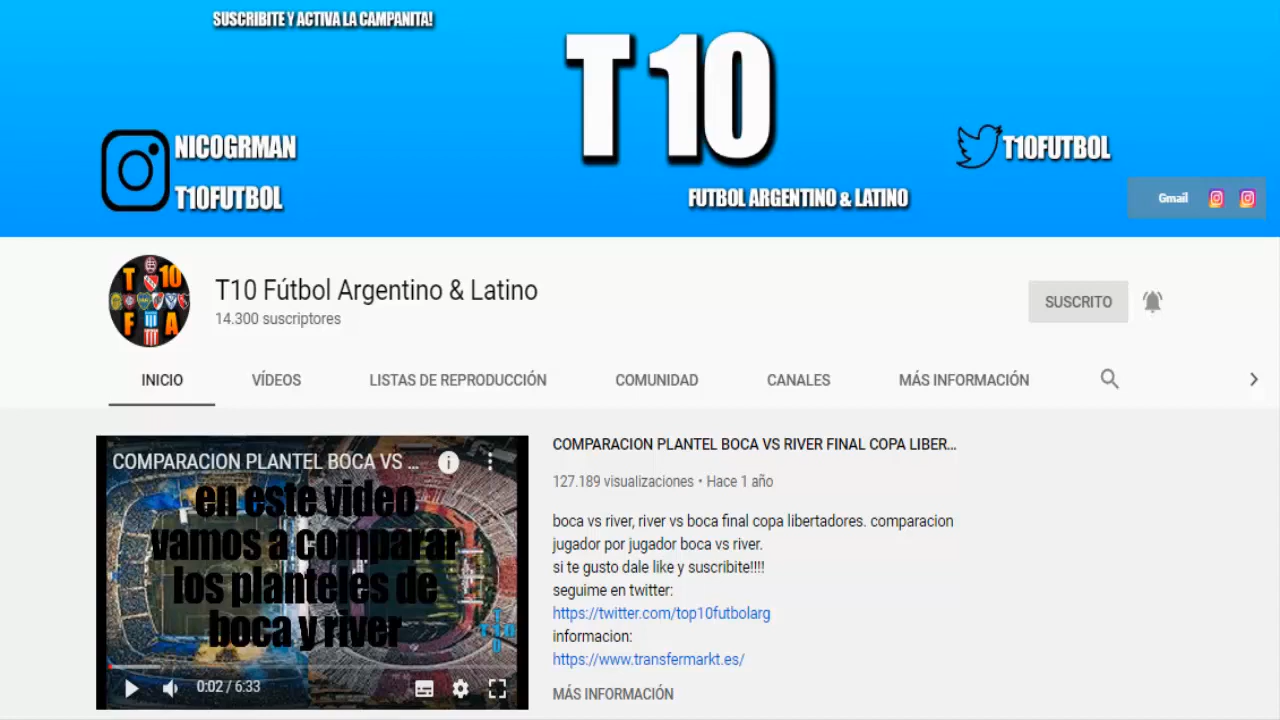 SUSCRIBITE Y ACTIVA LA CAMPANITA!
T 10
NICOGRMAN
T10FUTBOL
T10FUTBOL
FUTBOL ARGENTINO & LATINO
Gmail
T 10
F A
T10 Fútbol Argentino & Latino
14.300 suscriptores
SUSCRITO
INICIO
VÍDEOS
LISTAS DE REPRODUCCIÓN
COMUNIDAD
CANALES
MÁS INFORMACIÓN
COMPARACION PLANTEL BOCA VS ...
en este video
vamos a comparar
los planteles de
boca y river
0:02 / 6:33
COMPARACION PLANTEL BOCA VS RIVER FINAL COPA LIBER...
127.189 visualizaciones • Hace 1 año
boca vs river, river vs boca final copa libertadores. comparacion
jugador por jugador boca vs river.
si te gusto dale like y suscribite!!!!
seguime en twitter:
https://twitter.com/top10futbolarg
informacion:
https://www.transfermarkt.es/
MÁS INFORMACIÓN